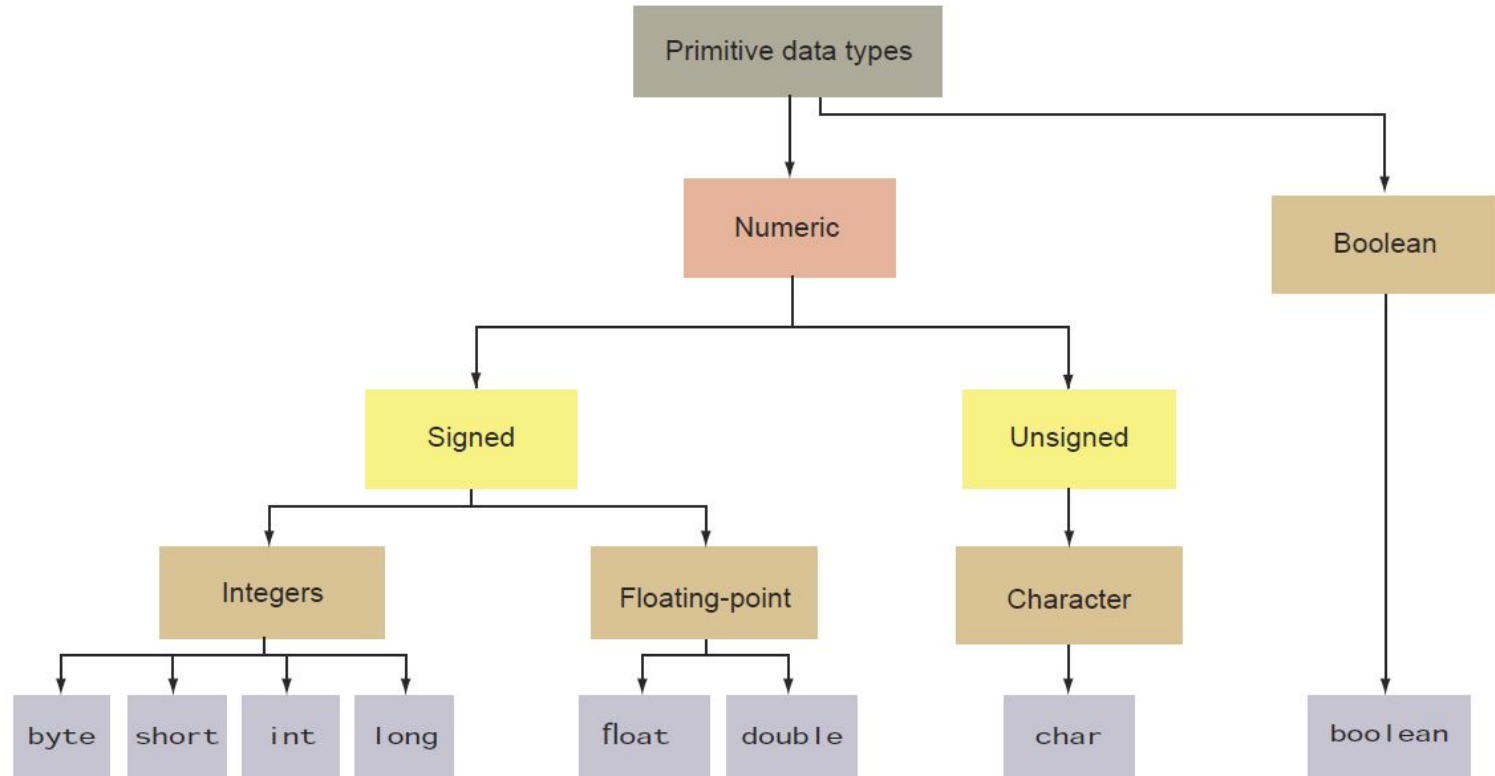 Primitive data types
Numeric
Boolean
Signed
Unsigned
Integers
Floating-point
Character
byte
short
int
long
float
double
char
boolean